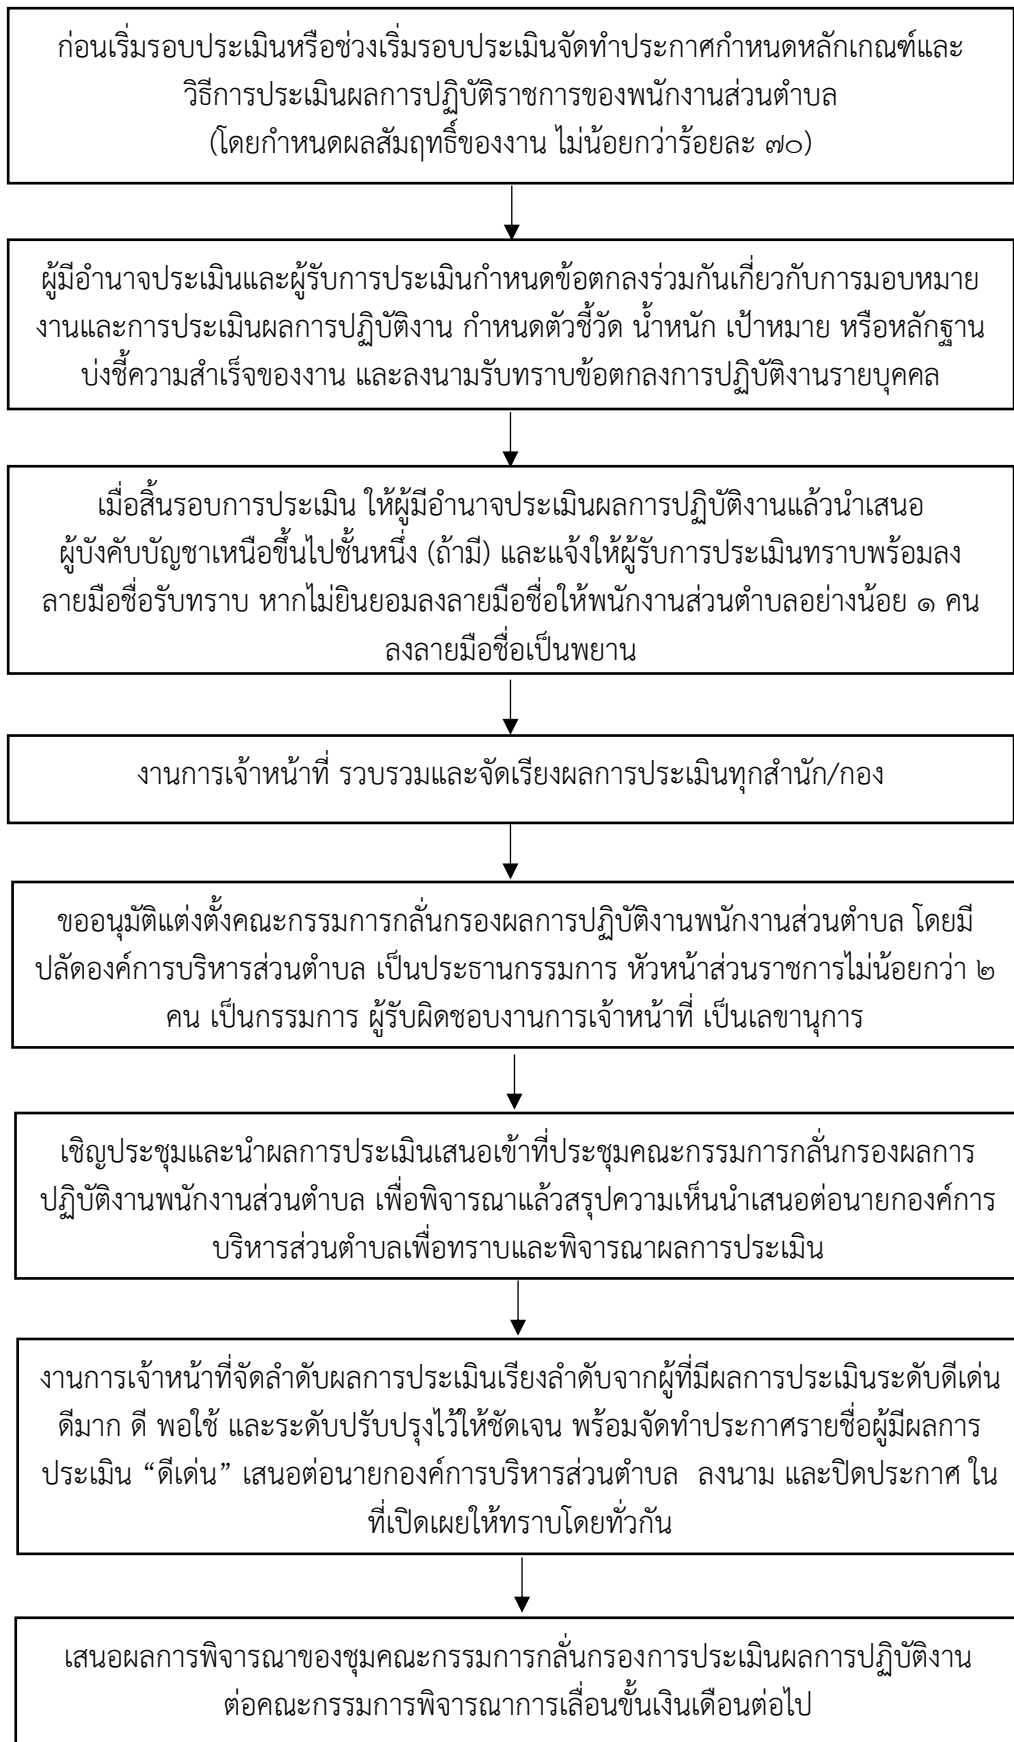 ก่อนเริ่มรอบประเมินหรือช่วงเริ่มรอบประเมินจัดทำประกาศกำหนดหลักเกณฑ์และ
วิธีการประเมินผลการปฏิบัติราชการของพนักงานส่วนตำบล
(โดยกำหนดผลสัมฤทธิ์ของงาน ไม่น้อยกว่าร้อยละ ๗๐)
ผู้มีอำนาจประเมินและผู้รับการประเมินกำหนดข้อตกลงร่วมกันเกี่ยวกับการมอบหมาย
งานและการประเมินผลการปฏิบัติงาน กำหนดตัวชี้วัด น้ำหนัก เป้าหมาย หรือหลักฐาน
บ่งชี้ความสำเร็จของงาน และลงนามรับทราบข้อตกลงการปฏิบัติงานรายบุคคล
เมื่อสิ้นรอบการประเมิน ให้ผู้มีอำนาจประเมินผลการปฏิบัติงานแล้วนำเสนอ
ผู้บังคับบัญชาเหนือขึ้นไปชั้นหนึ่ง (ถ้ามี) และแจ้งให้ผู้รับการประเมินทราบพร้อมลง
ลายมือชื่อรับทราบ หากไม่ยินยอมลงลายมือชื่อให้พนักงานส่วนตำบลอย่างน้อย ๑ คน
ลงลายมือชื่อเป็นพยาน
งานการเจ้าหน้าที่ รวบรวมและจัดเรียงผลการประเมินทุกสำนัก/กอง
ขออนุมัติแต่งตั้งคณะกรรมการกลั่นกรองผลการปฏิบัติงานพนักงานส่วนตำบล โดยมี
ปลัดองค์การบริหารส่วนตำบล เป็นประธานกรรมการ หัวหน้าส่วนราชการไม่น้อยกว่า ๒
คน เป็นกรรมการ ผู้รับผิดชอบงานการเจ้าหน้าที่ เป็นเลขานุการ
เชิญประชุมและนำผลการประเมินเสนอเข้าที่ประชุมคณะกรรมการกลั่นกรองผลการ
ปฏิบัติงานพนักงานส่วนตำบล เพื่อพิจารณาแล้วสรุปความเห็นนำเสนอต่อนายกองค์การ
บริหารส่วนตำบลเพื่อทราบและพิจารณาผลการประเมิน
งานการเจ้าหน้าที่จัดลำดับผลการประเมินเรียงลำดับจากผู้ที่มีผลการประเมินระดับดีเด่น
ดีมาก ดี พอใช้ และระดับปรับปรุงไว้ให้ชัดเจน พร้อมจัดทำประกาศรายชื่อผู้มีผลการ
ประเมิน “ดีเด่น” เสนอต่อนายกองค์การบริหารส่วนตำบล ลงนาม และปิดประกาศ ใน
ที่เปิดเผยให้ทราบโดยทั่วกัน
เสนอผลการพิจารณาของชุมคณะกรรมการกลั่นกรองการประเมินผลการปฏิบัติงาน
ต่อคณะกรรมการพิจารณาการเลื่อนขั้นเงินเดือนต่อไป